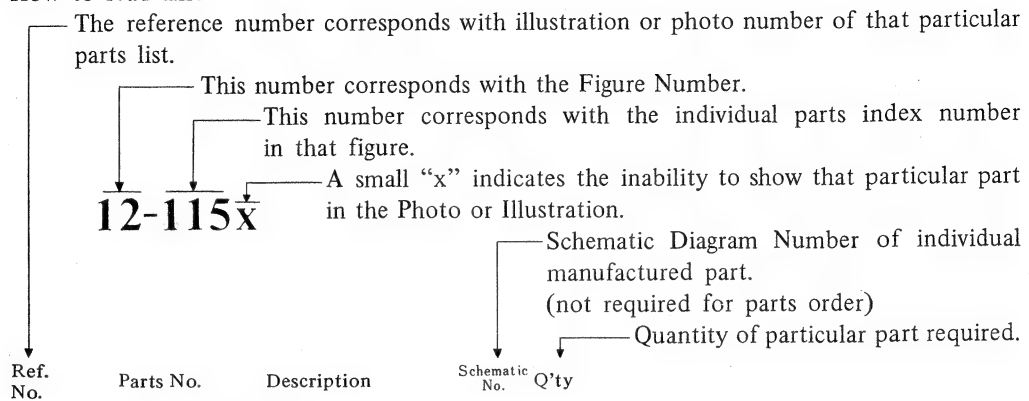 The reference number corresponds with illustration or photo number of that particular
parts list.
This number corresponds with the Figure Number.
This number corresponds with the individual parts index number
in that figure.
A small “x” indicates the inability to show that particular part
in the Photo or Illustration.
12-115x
Schematic Diagram Number of individual
manufactured part.
(not required for parts order)
Quantity of particular part required.
Ref.
No.
Parts No. Description Schematic
No. Q'ty